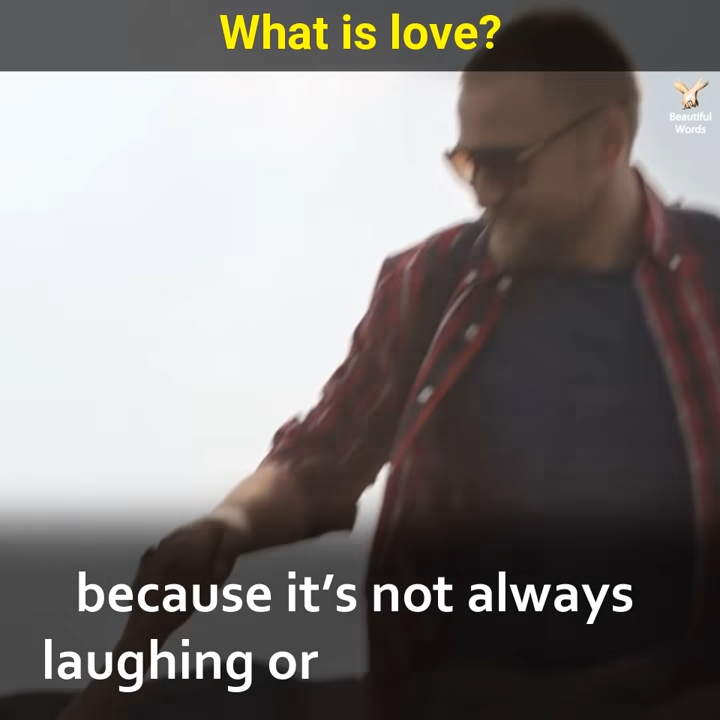 What is love?
Beautiful
Words
because it’s not always
laughing or